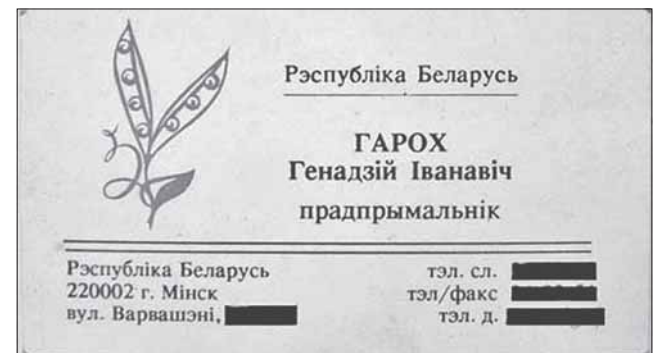 Рэспубліка Беларусь
ГАРОХ
Генадзій Іванавіч
прадпрымальнік
Рэспубліка Беларусь
220002 г. Мінск
вул. Варвашэні,
тэл. сл.
тэл/факс
тэл. д.